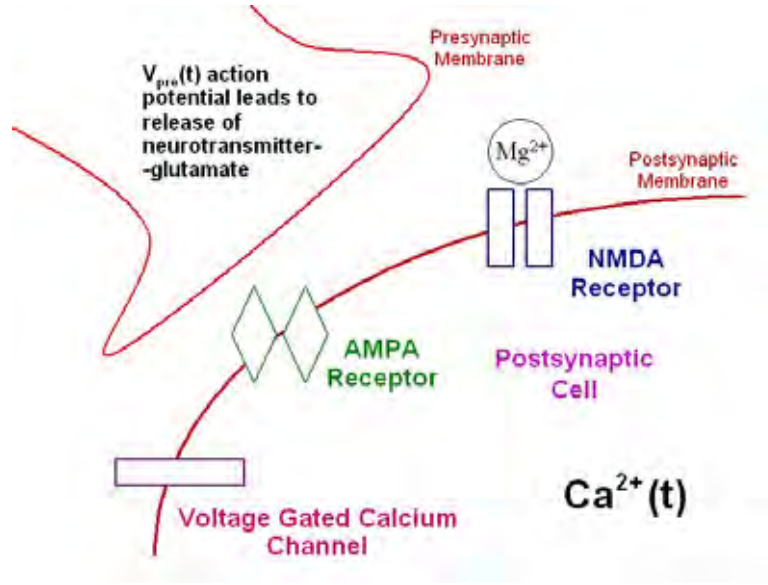 V_pre(t) action
potential leads to
release of
neurotransmitter-
-glutamate
Presynaptic
Membrane
Mg²⁺
Postsynaptic
Membrane
NMDA
Receptor
AMPA
Receptor
Postsynaptic
Cell
Ca²⁺(t)
Voltage Gated Calcium
Channel